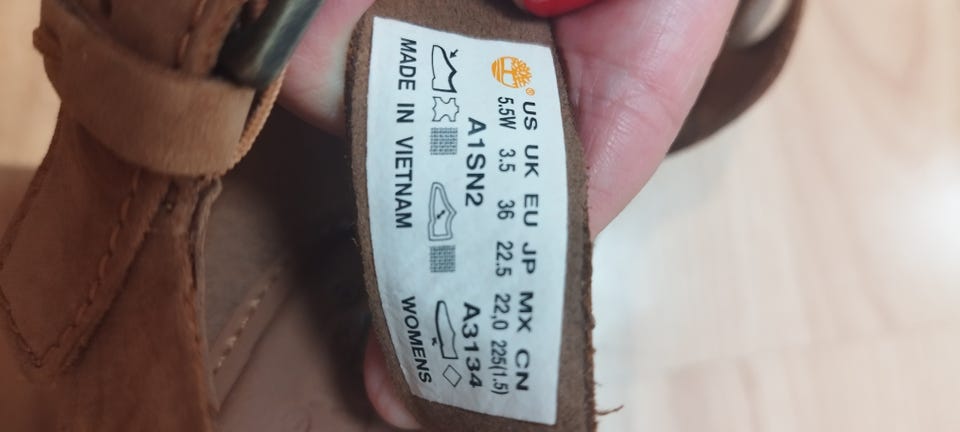 US UK EU JP MX CN
5.5W 3.5 36 22.5 22,0 225(1.5)
A1SN2 A3134
MADE IN VIETNAM WOMENS